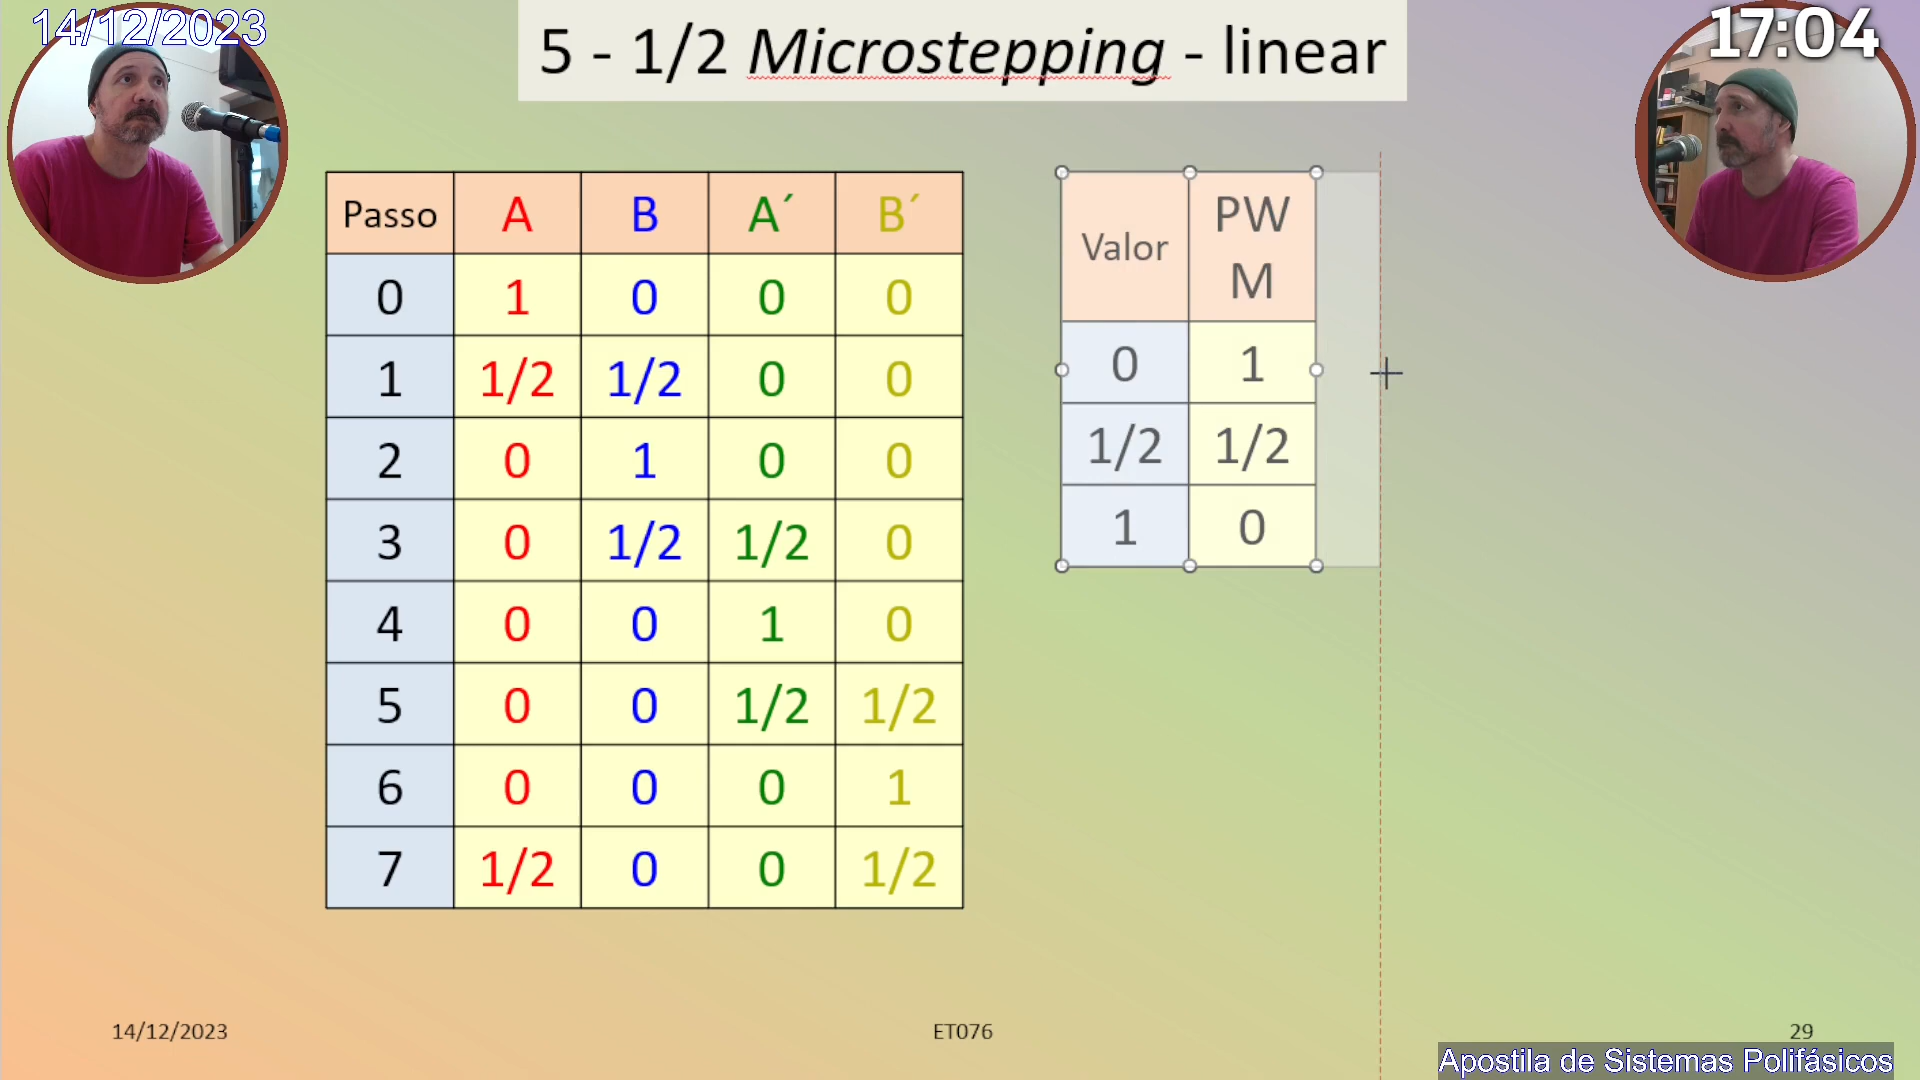 14/12/2023
17:04
5 - 1/2 Microstepping - linear
Passo A B A´ B´
0 1 0 0 0
1 1/2 1/2 0 0
2 0 1 0 0
3 0 1/2 1/2 0
4 0 0 1 0
5 0 0 1/2 1/2
6 0 0 0 1
7 1/2 0 0 1/2
Valor PW
M
0 1
1/2 1/2
1 0
14/12/2023
ET076
29
Apostila de Sistemas Polifásicos